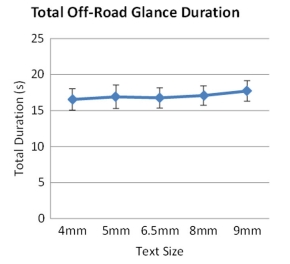 Total Off-Road Glance Duration
Total Duration (s)
25
20
15
10
5
0
4mm 5mm 6.5mm 8mm 9mm
Text Size